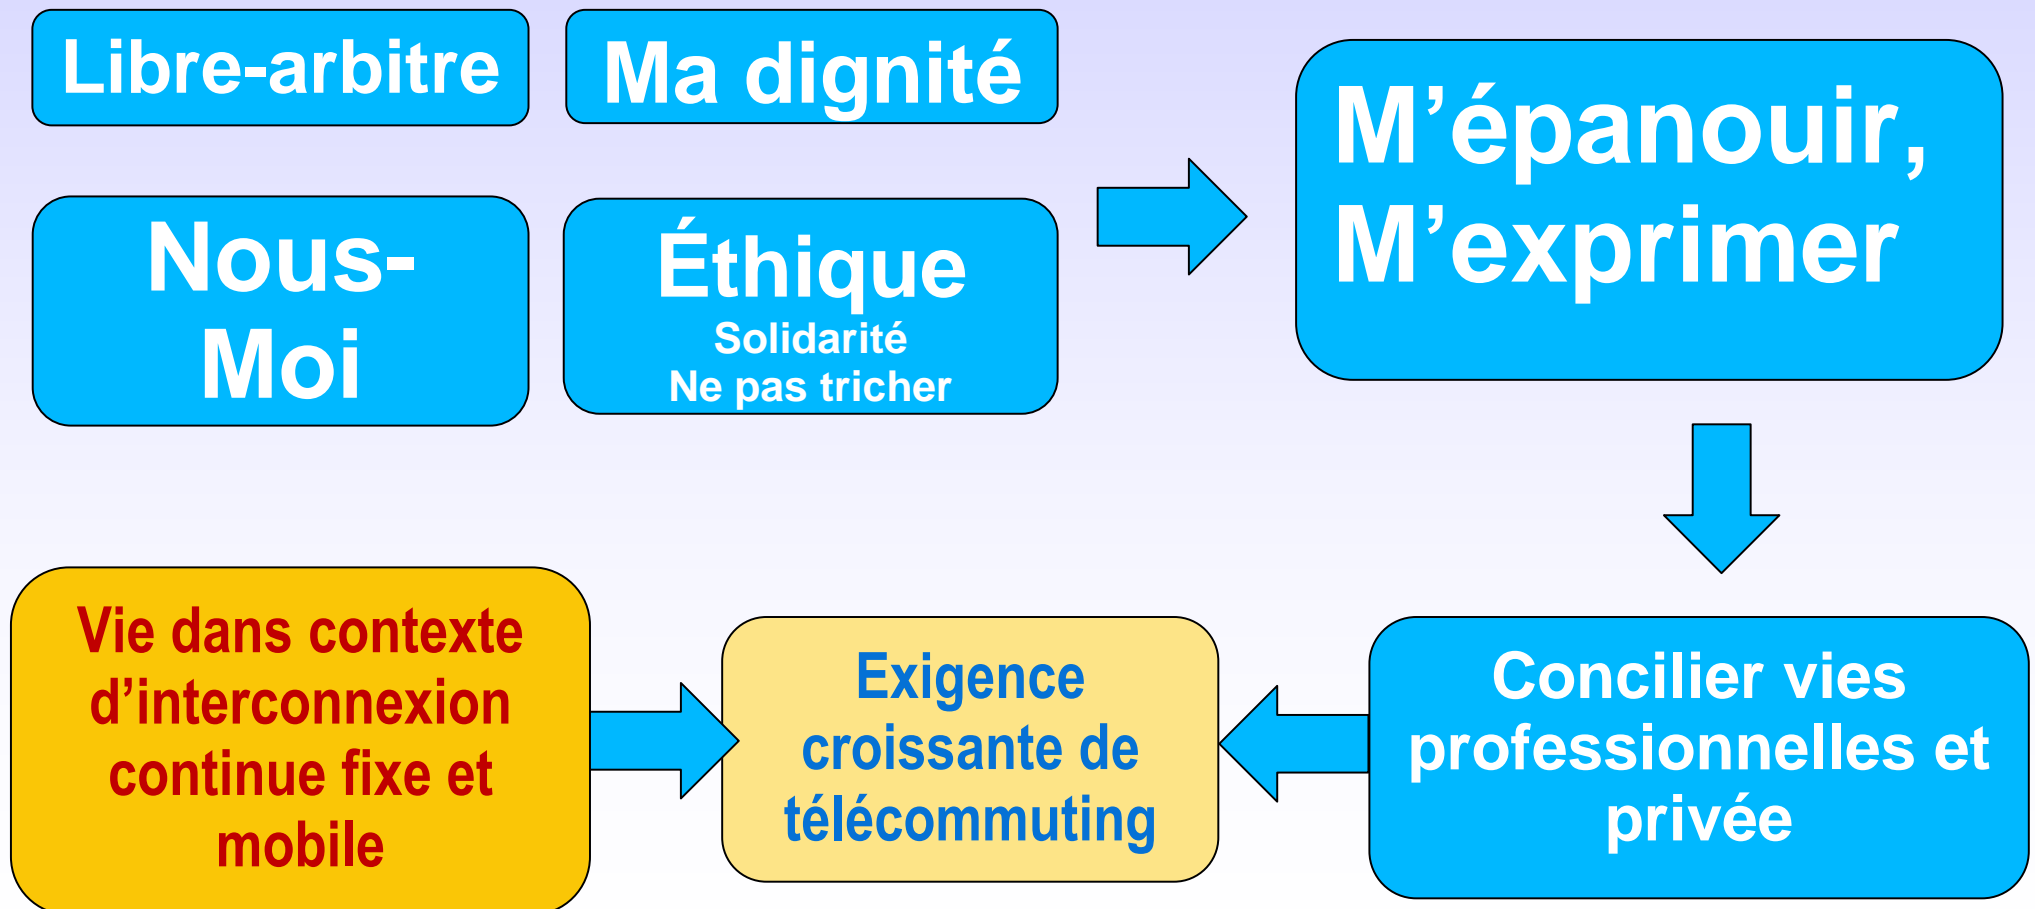 Libre-arbitre
Ma dignité
Nous-
Moi
Éthique
Solidarité
Ne pas tricher
M’épanouir,
M’exprimer
Vie dans contexte
d’interconnexion
continue fixe et
mobile
Exigence
croissante de
télécommuting
Concilier vies
professionnelles et
privée